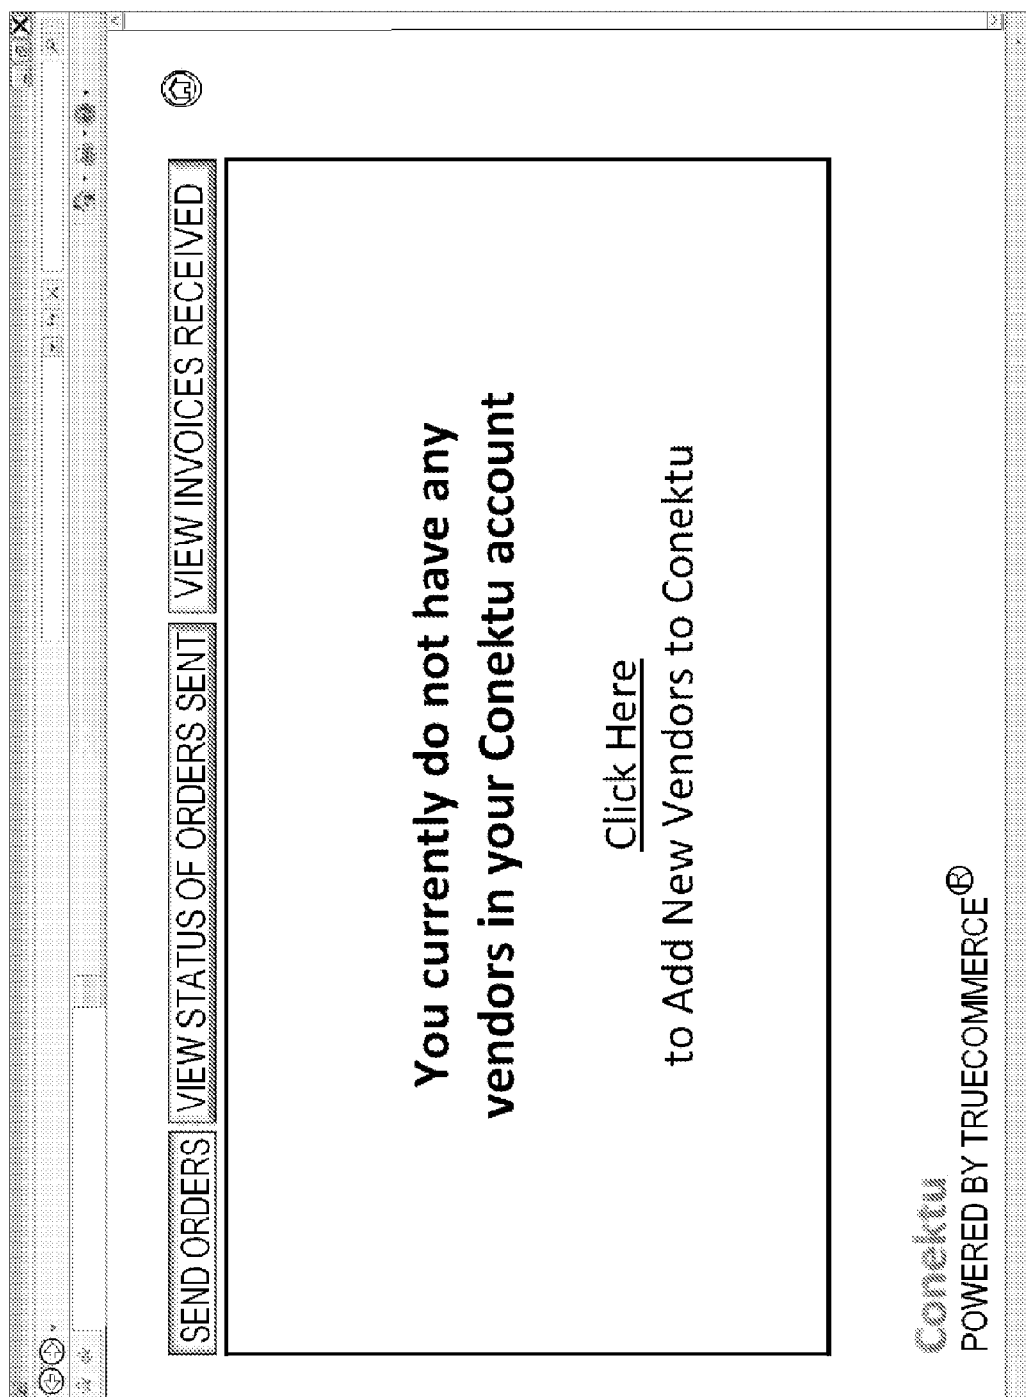 SEND ORDERS
VIEW STATUS OF ORDERS SENT
VIEW INVOICES RECEIVED
You currently do not have any
vendors in your Conektu account
Click Here
to Add New Vendors to Conektu
Conektu
POWERED BY TRUECOMMERCE®